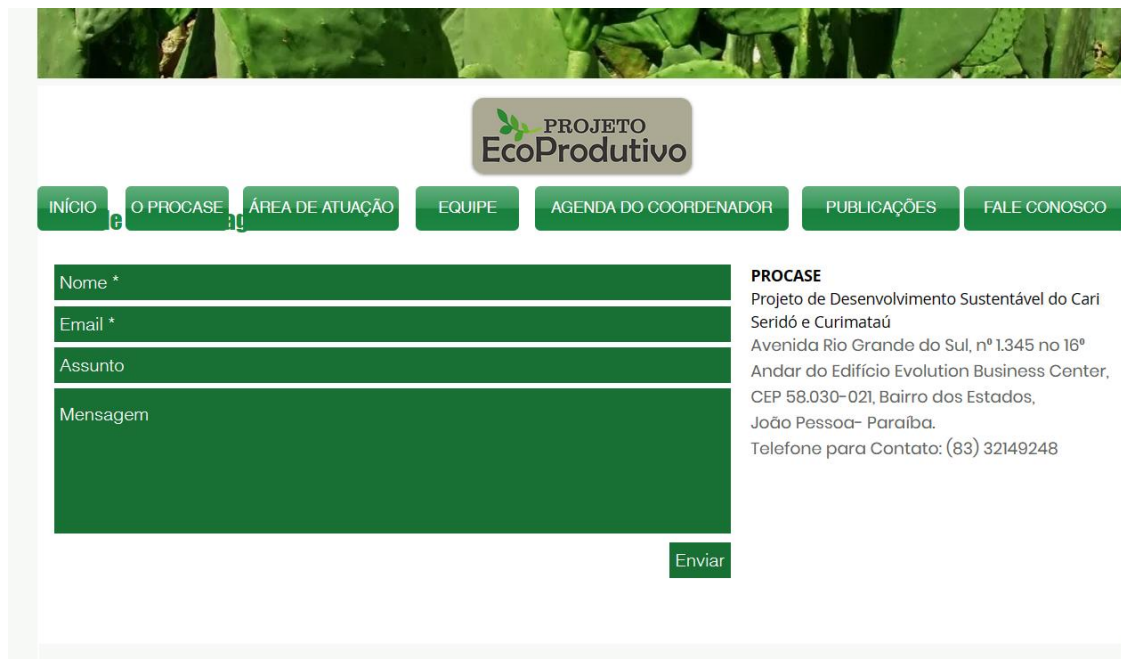 PROJETO
EcoProdutivo
INÍCIO O PROCASE ÁREA DE ATUAÇÃO EQUIPE AGENDA DO COORDENADOR PUBLICAÇÕES FALE CONOSCO
Nome *
Email *
Assunto
Mensagem
Enviar
PROCASE
Projeto de Desenvolvimento Sustentável do Cari
Seridó e Curimataú
Avenida Rio Grande do Sul, nº 1.345 no 16º
Andar do Edifício Evolution Business Center,
CEP 58.030-021, Bairro dos Estados,
João Pessoa- Paraíba.
Telefone para Contato: (83) 32149248